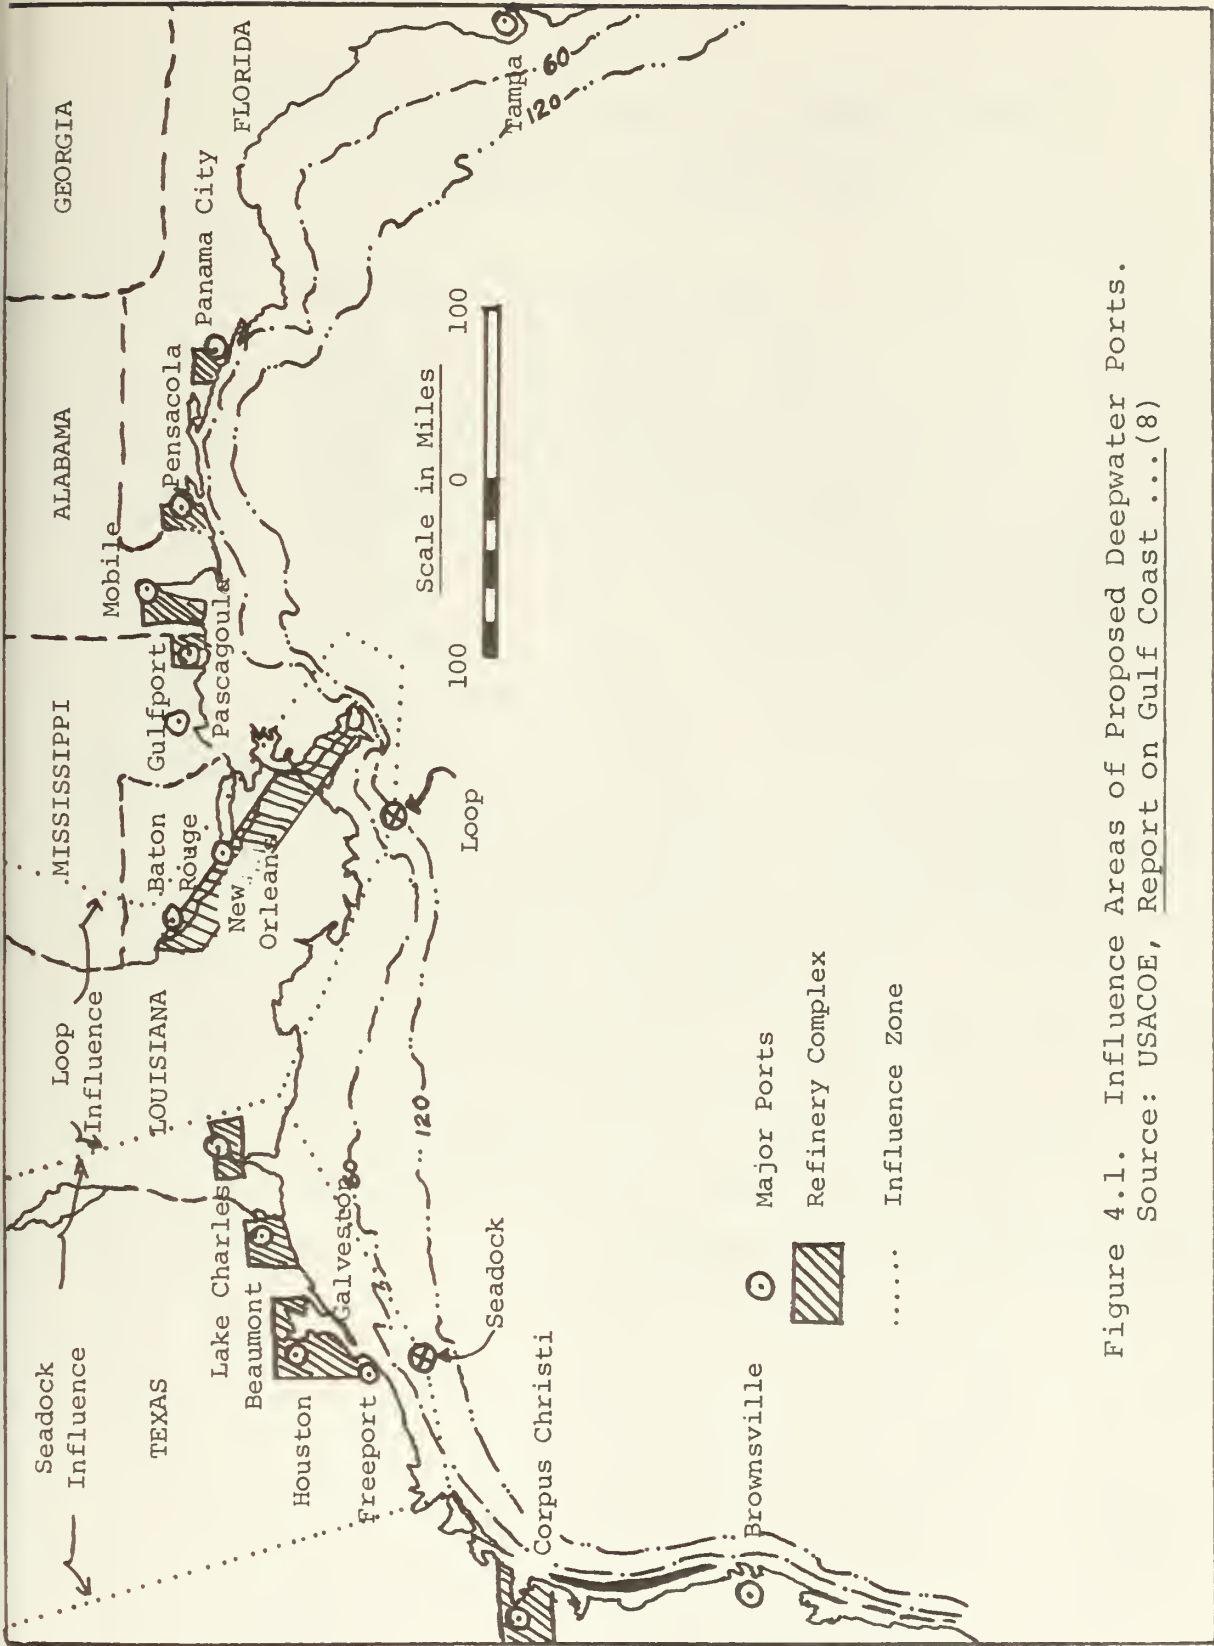 Seadock
Influence
Loop
Influence
MISSISSIPPI
ALABAMA
GEORGIA
TEXAS
LOUISIANA
Baton
Rouge
Gulfport
Pascagoula
Mobile
Pensacola
Panama City
FLORIDA
Lake Charles
Beaumont
Houston
Freeport
Galveston
New
Orleans
60
120
60
120
Tampa
Loop
Seadock
Corpus Christi
Brownsville
Scale in Miles
100 0 100
Major Ports
Refinery Complex
..... Influence Zone
Figure 4.1. Influence Areas of Proposed Deepwater Ports.
Source: USACOE, Report on Gulf Coast ...(8)